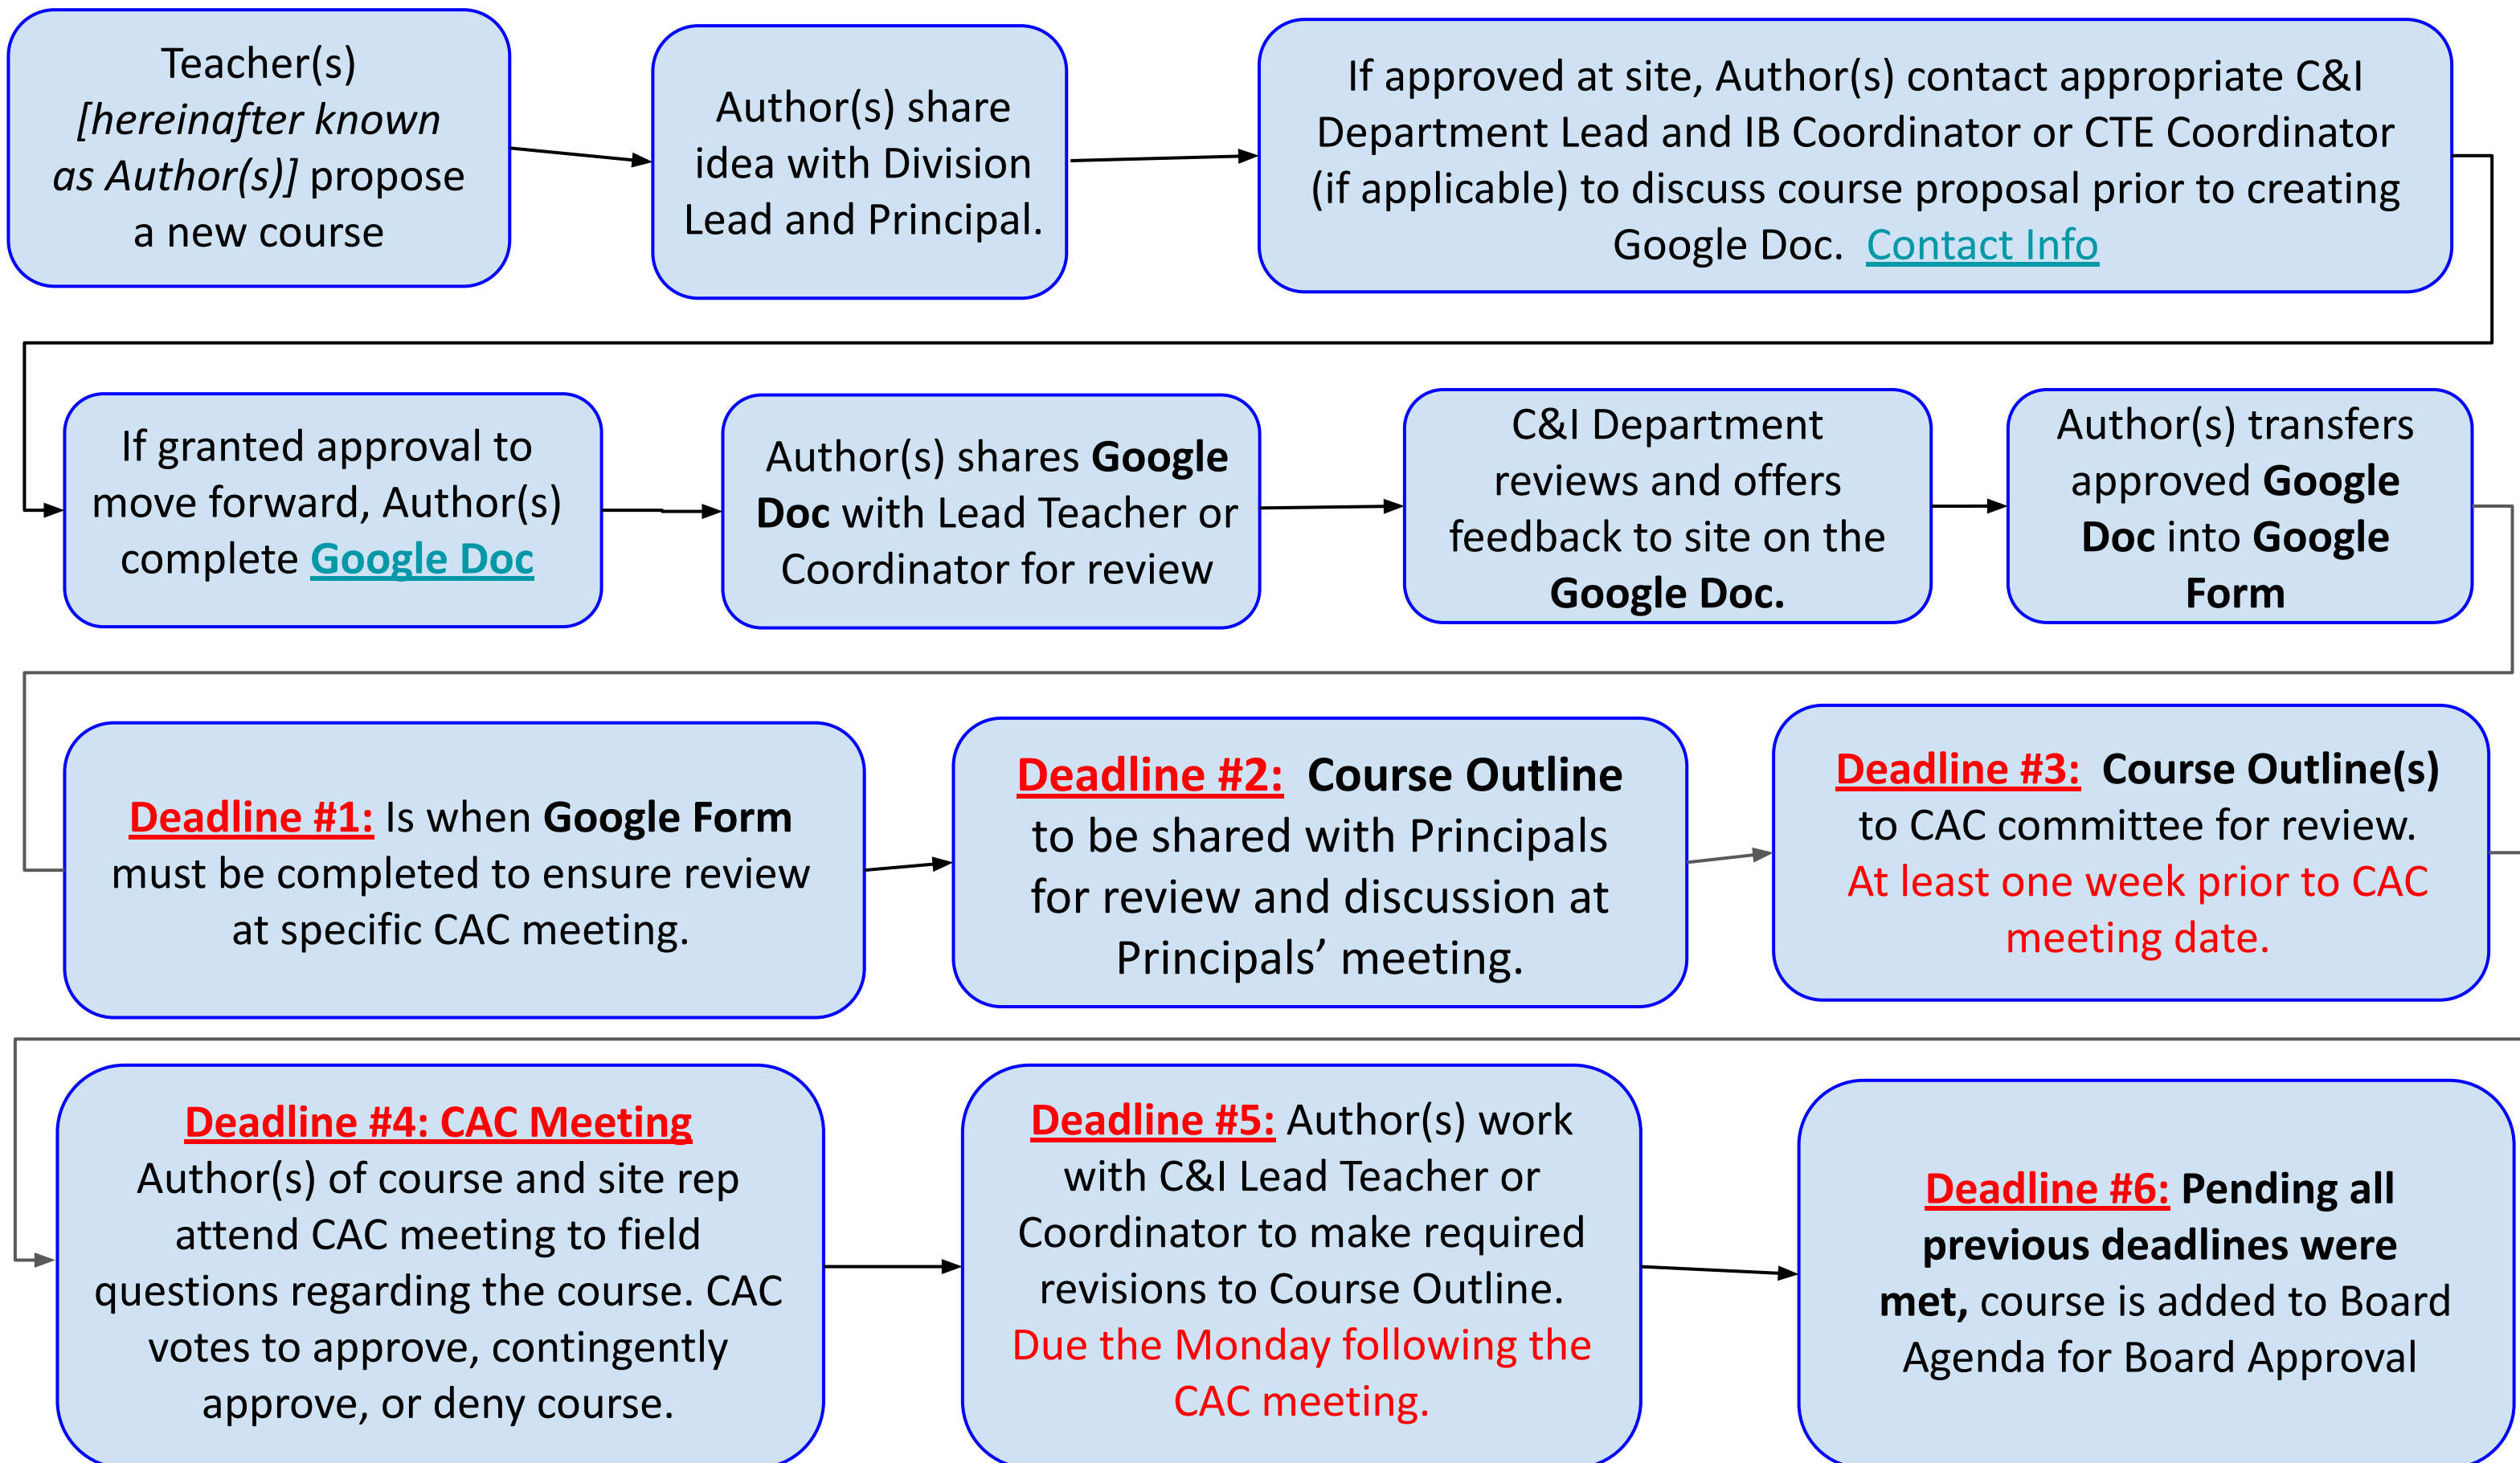 Teacher(s)
[hereinafter known
as Author(s)] propose
a new course
Author(s) share
idea with Division
Lead and Principal.
If approved at site, Author(s) contact appropriate C&I
Department Lead and IB Coordinator or CTE Coordinator
(if applicable) to discuss course proposal prior to creating
Google Doc.  Contact Info
If granted approval to
move forward, Author(s)
complete Google Doc
Author(s) shares Google
Doc with Lead Teacher or
Coordinator for review
C&I Department
reviews and offers
feedback to site on the
Google Doc.
Author(s) transfers
approved Google
Doc into Google
Form
Deadline #1: Is when Google Form
must be completed to ensure review
at specific CAC meeting.
Deadline #2:  Course Outline
to be shared with Principals
for review and discussion at
Principals’ meeting.
Deadline #3:  Course Outline(s)
to CAC committee for review.
At least one week prior to CAC
meeting date.
Deadline #4: CAC Meeting
Author(s) of course and site rep
attend CAC meeting to field
questions regarding the course. CAC
votes to approve, contingently
approve, or deny course.
Deadline #5: Author(s) work
with C&I Lead Teacher or
Coordinator to make required
revisions to Course Outline.
Due the Monday following the
CAC meeting.
Deadline #6: Pending all
previous deadlines were
met, course is added to Board
Agenda for Board Approval